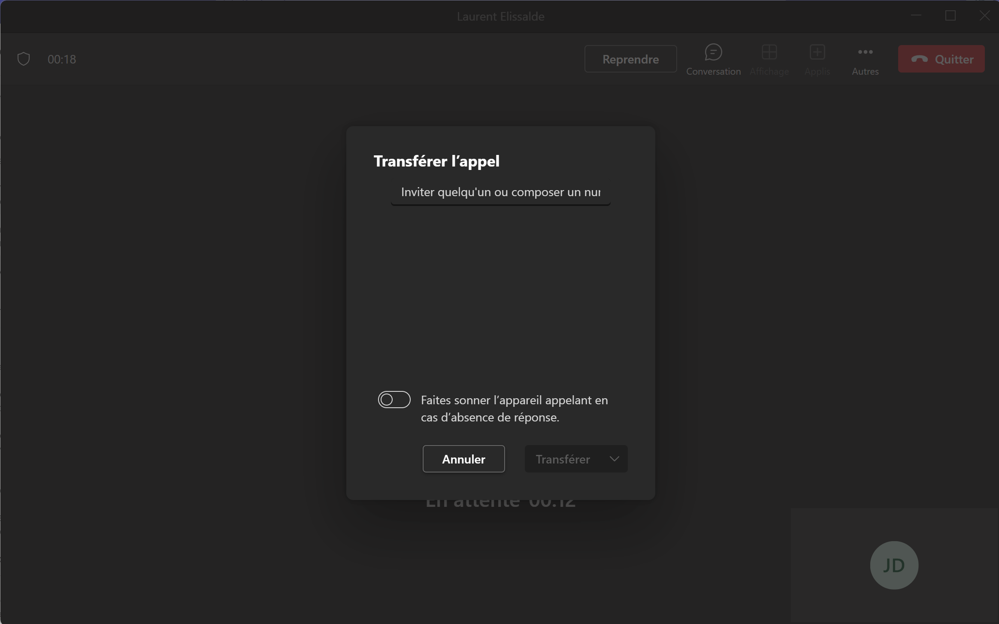 Laurent Elissalde
00:18
Reprendre
Conversation
Affichage
Applis
Autres
Quitter
Transférer l’appel
Inviter quelqu'un ou composer un nur
Faites sonner l’appareil appelant en
cas d’absence de réponse.
Annuler
Transférer
En attente 00:12
JD